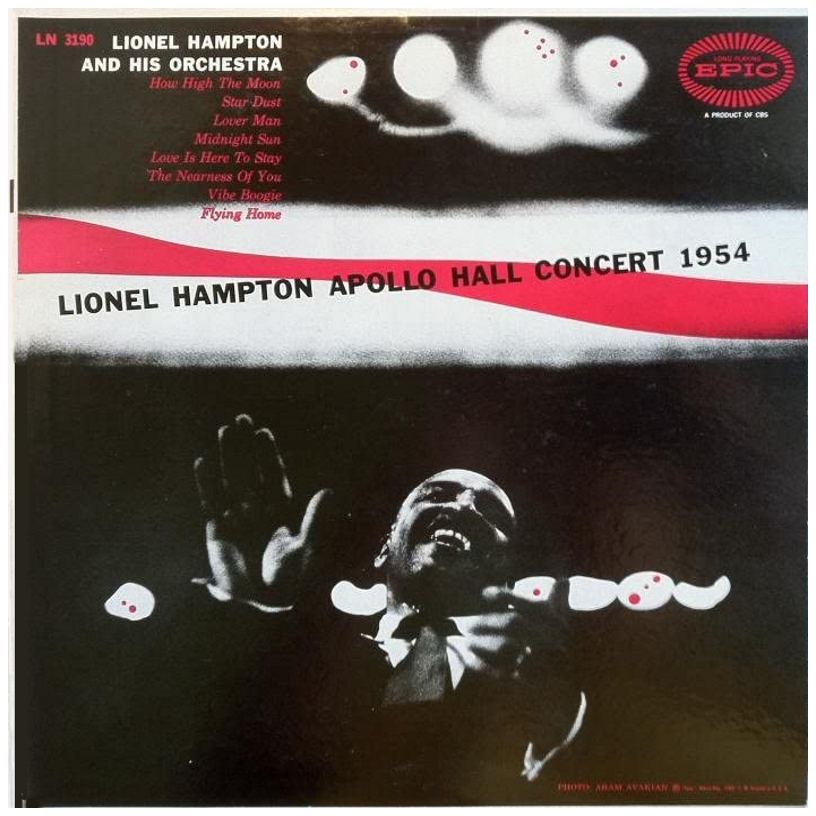 LN 3190
LIONEL HAMPTON
AND HIS ORCHESTRA
How High The Moon
Star Dust
Lover Man
Midnight Sun
Love Is Here To Stay
The Nearness Of You
Vibe Boogie
Flying Home
LONG PLAYING
EPIC
A PRODUCT OF CBS
LIONEL HAMPTON APOLLO HALL CONCERT 1954
PHOTO: ARAM AVAKIAN